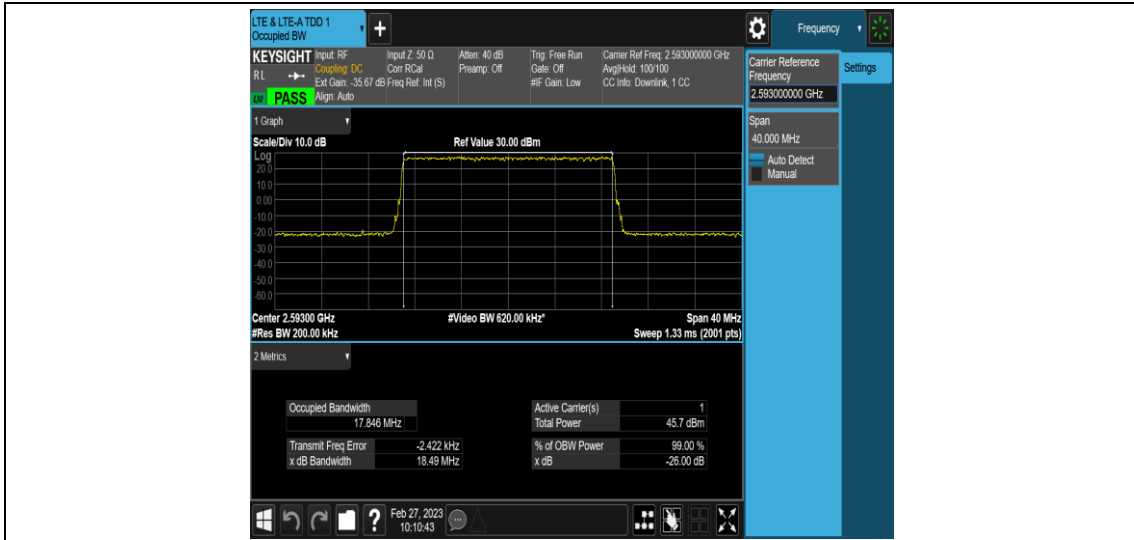 LTE & LTE-A TDD 1
Occupied BW
Frequency
KEYSIGHT
RL
PASS
Input: RF
Coupling: DC
Ext Gain: -35.67 dB
Align: Auto
Input Z: 50 Ω
Corr RCal
Freq Ref: Int (S)
Atten: 40 dB
Preamp: Off
Trig: Free Run
Gate: Off
#IF Gain: Low
Carrier Ref Freq: 2.593000000 GHz
Avg|Hold: 100/100
CC Info: Downlink, 1 CC
Carrier Reference
Frequency
2.593000000 GHz
Settings
Span
40.000 MHz
Auto Detect
Manual
1 Graph
Scale/Div 10.0 dB
Ref Value 30.00 dBm
Log
20.0
10.0
0.00
-10.0
-20.0
-30.0
-40.0
-50.0
-60.0
Center 2.59300 GHz
#Video BW 620.00 kHz*
Span 40 MHz
#Res BW 200.00 kHz
Sweep 1.33 ms (2001 pts)
2 Metrics
Occupied Bandwidth
17.846 MHz
Transmit Freq Error -2.422 kHz
x dB Bandwidth 18.49 MHz
Active Carrier(s) 1
Total Power 45.7 dBm
% of OBW Power 99.00 %
x dB -26.00 dB
Feb 27, 2023
10:10:43